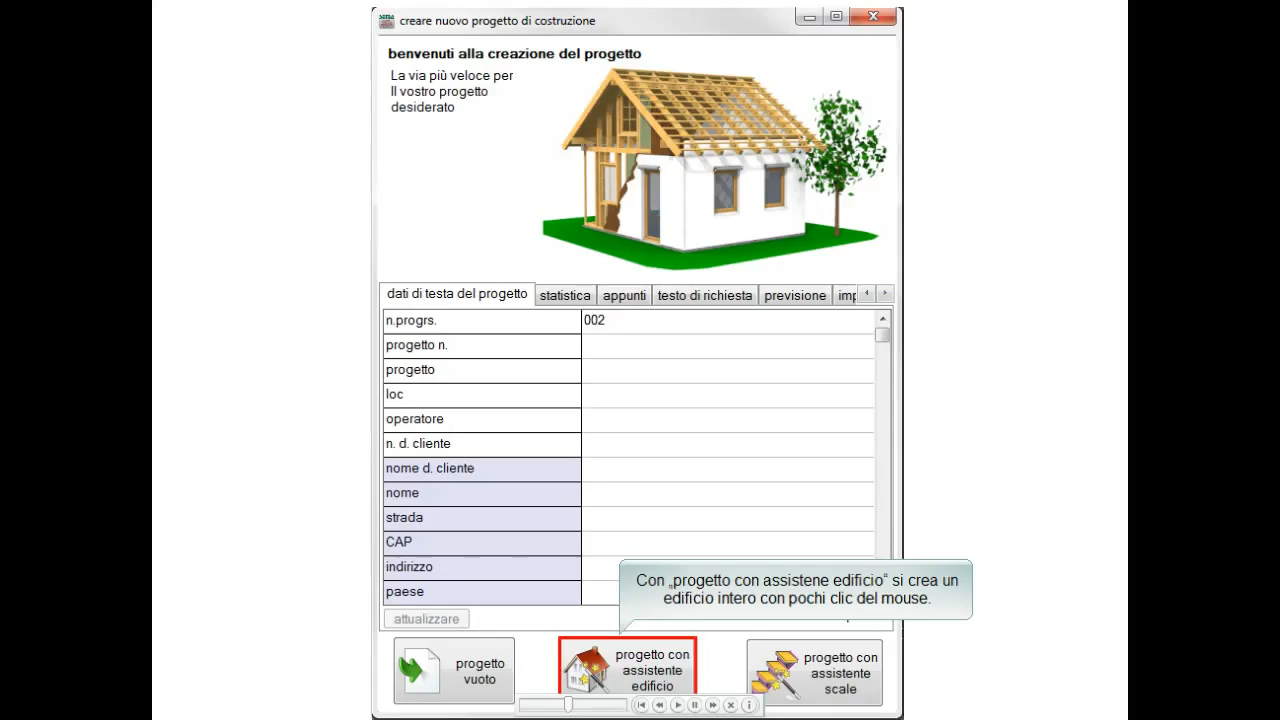 creare nuovo progetto di costruzione
benvenuti alla creazione del progetto
La via più veloce per
Il vostro progetto
desiderato
dati di testa del progetto statistica appunti testo di richiesta previsione imp
n.progrs. 002
progetto n.
progetto
loc
operatore
n. d. cliente
nome d. cliente
nome
strada
CAP
indirizzo
paese
Con „progetto con assistene edificio“ si crea un
edificio intero con pochi clic del mouse.
attualizzare
progetto
vuoto
progetto con
assistente
edificio
progetto con
assistente
scale